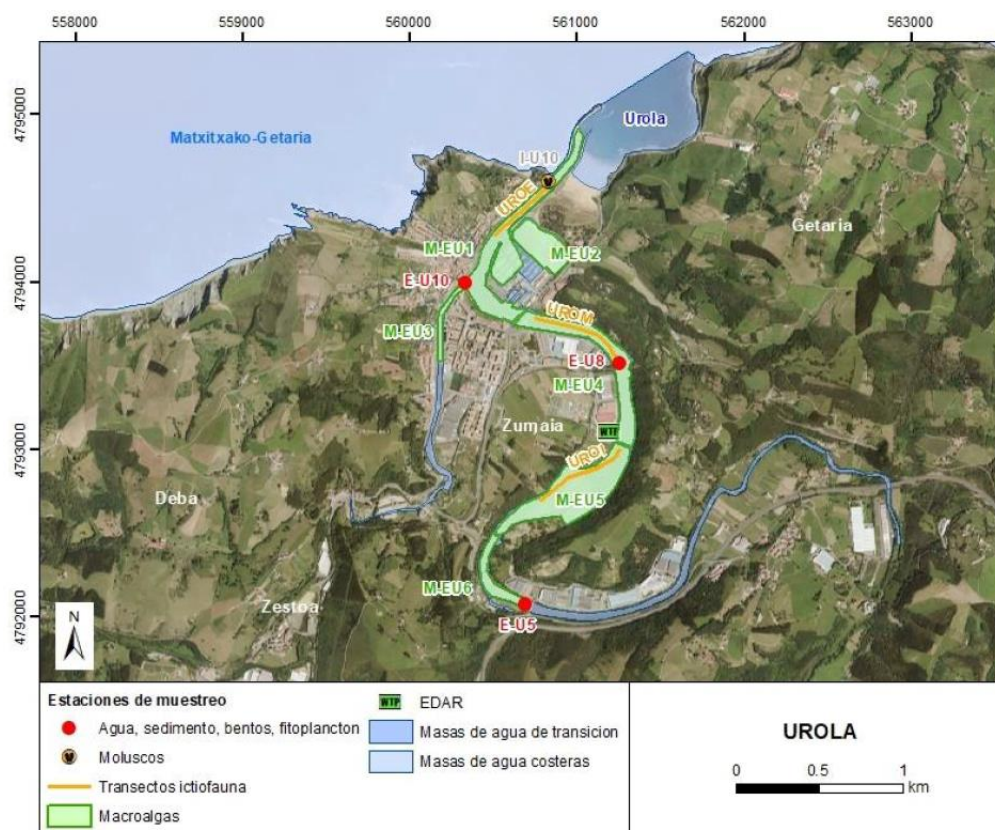 558000 559000 560000 561000 562000 563000
4795000
4794000
4793000
4792000
Matxitxako-Getaria
Urola
I-U10
UROE
Getaria
M-EU1
M-EU2
E-U10
UROM
M-EU3
E-U8
M-EU4
Zumaia
WTP
UROI
Deba
M-EU5
M-EU6
Zestoa
E-U5
N
Estaciones de muestreo
Agua, sedimento, bentos, fitoplancton
Moluscos
Transectos ictiofauna
Macroalgas
WTP EDAR
Masas de agua de transicion
Masas de agua costeras
UROLA
0 0.5 1
km